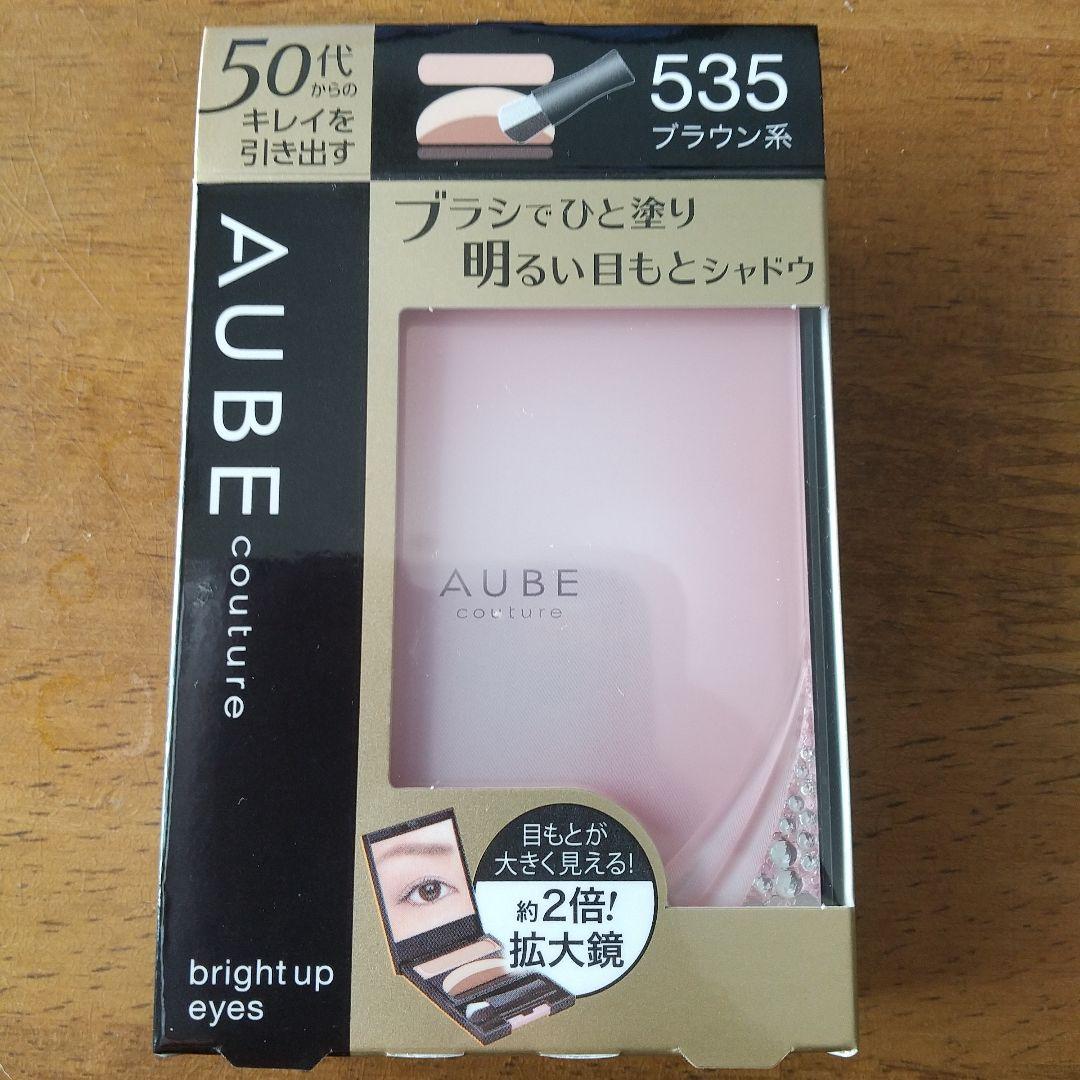 50代
からの
キレイを
引き出す
535
ブラウン系
ブラシでひと塗り
明るい目もとシャドウ
AUBE
couture
AUBE
couture
目もとが
大きく見える!
約2倍!
拡大鏡
bright up
eyes